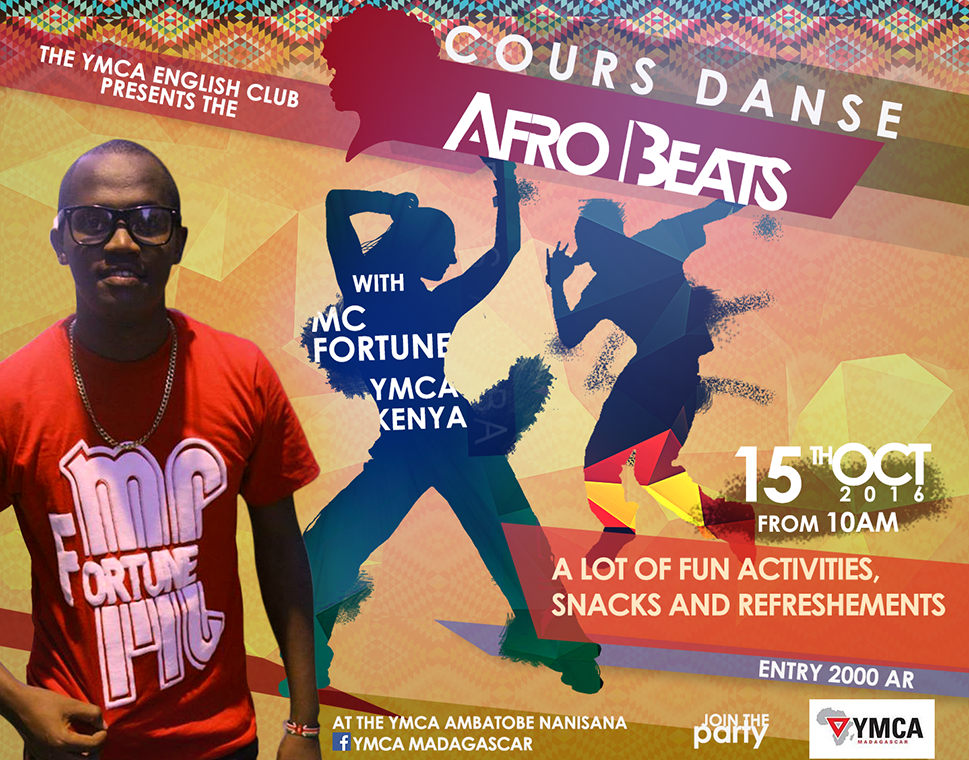 THE YMCA ENGLISH CLUB
PRESENTS THE
COURS DANSE
AFRO BEATS
WITH
MC
FORTUNE
YMCA
KENYA
MC
FORTUNE
15TH OCT
2016
FROM 10AM
A LOT OF FUN ACTIVITIES,
SNACKS AND REFRESHEMENTS
ENTRY 2000 AR
AT THE YMCA AMBATOBE NANISANA
f YMCA MADAGASCAR
JOIN THE
party
YMCA
MADAGASCAR